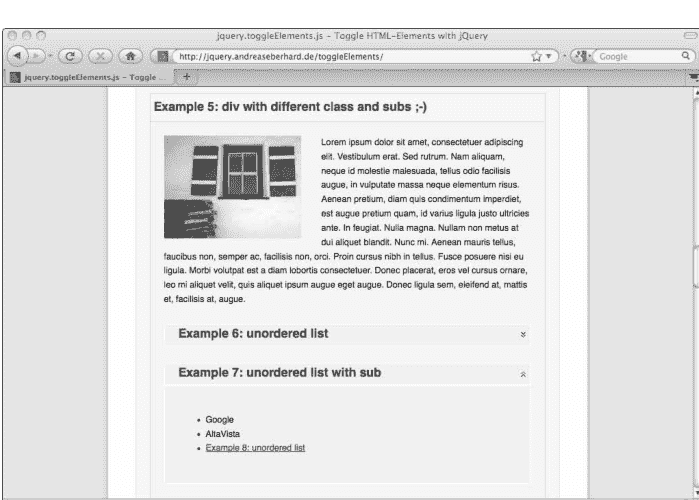 jquery.toggleElements.js – Toggle HTML-Elements with jQuery
http://jquery.andreaseberhard.de/toggleElements/
Google
jquery.toggleElements.js – Toggle ...
Example 5: div with different class and subs ;-)
Lorem ipsum dolor sit amet, consectetuer adipiscing
elit. Vestibulum erat. Sed rutrum. Nam aliquam,
neque id molestie malesuada, tellus odio facilisis
augue, in vulputate massa neque elementum risus.
Aenean pretium, diam quis condimentum imperdiet,
est augue pretium quam, id varius ligula justo ultricies
ante. In feugiat. Nulla magna. Nullam non metus at
dui aliquet blandit. Nunc mi. Aenean mauris tellus,
faucibus non, semper ac, facilisis non, orci. Proin cursus nibh in tellus. Fusce posuere nisi eu
ligula. Morbi volutpat est a diam lobortis consectetuer. Donec placerat, eros vel cursus ornare,
leo mi aliquet velit, quis aliquet ipsum augue eget augue. Donec ligula sem, eleifend at, mattis
et, facilisis at, augue.
Example 6: unordered list
Example 7: unordered list with sub
• Google
• AltaVista
• Example 8: unordered list